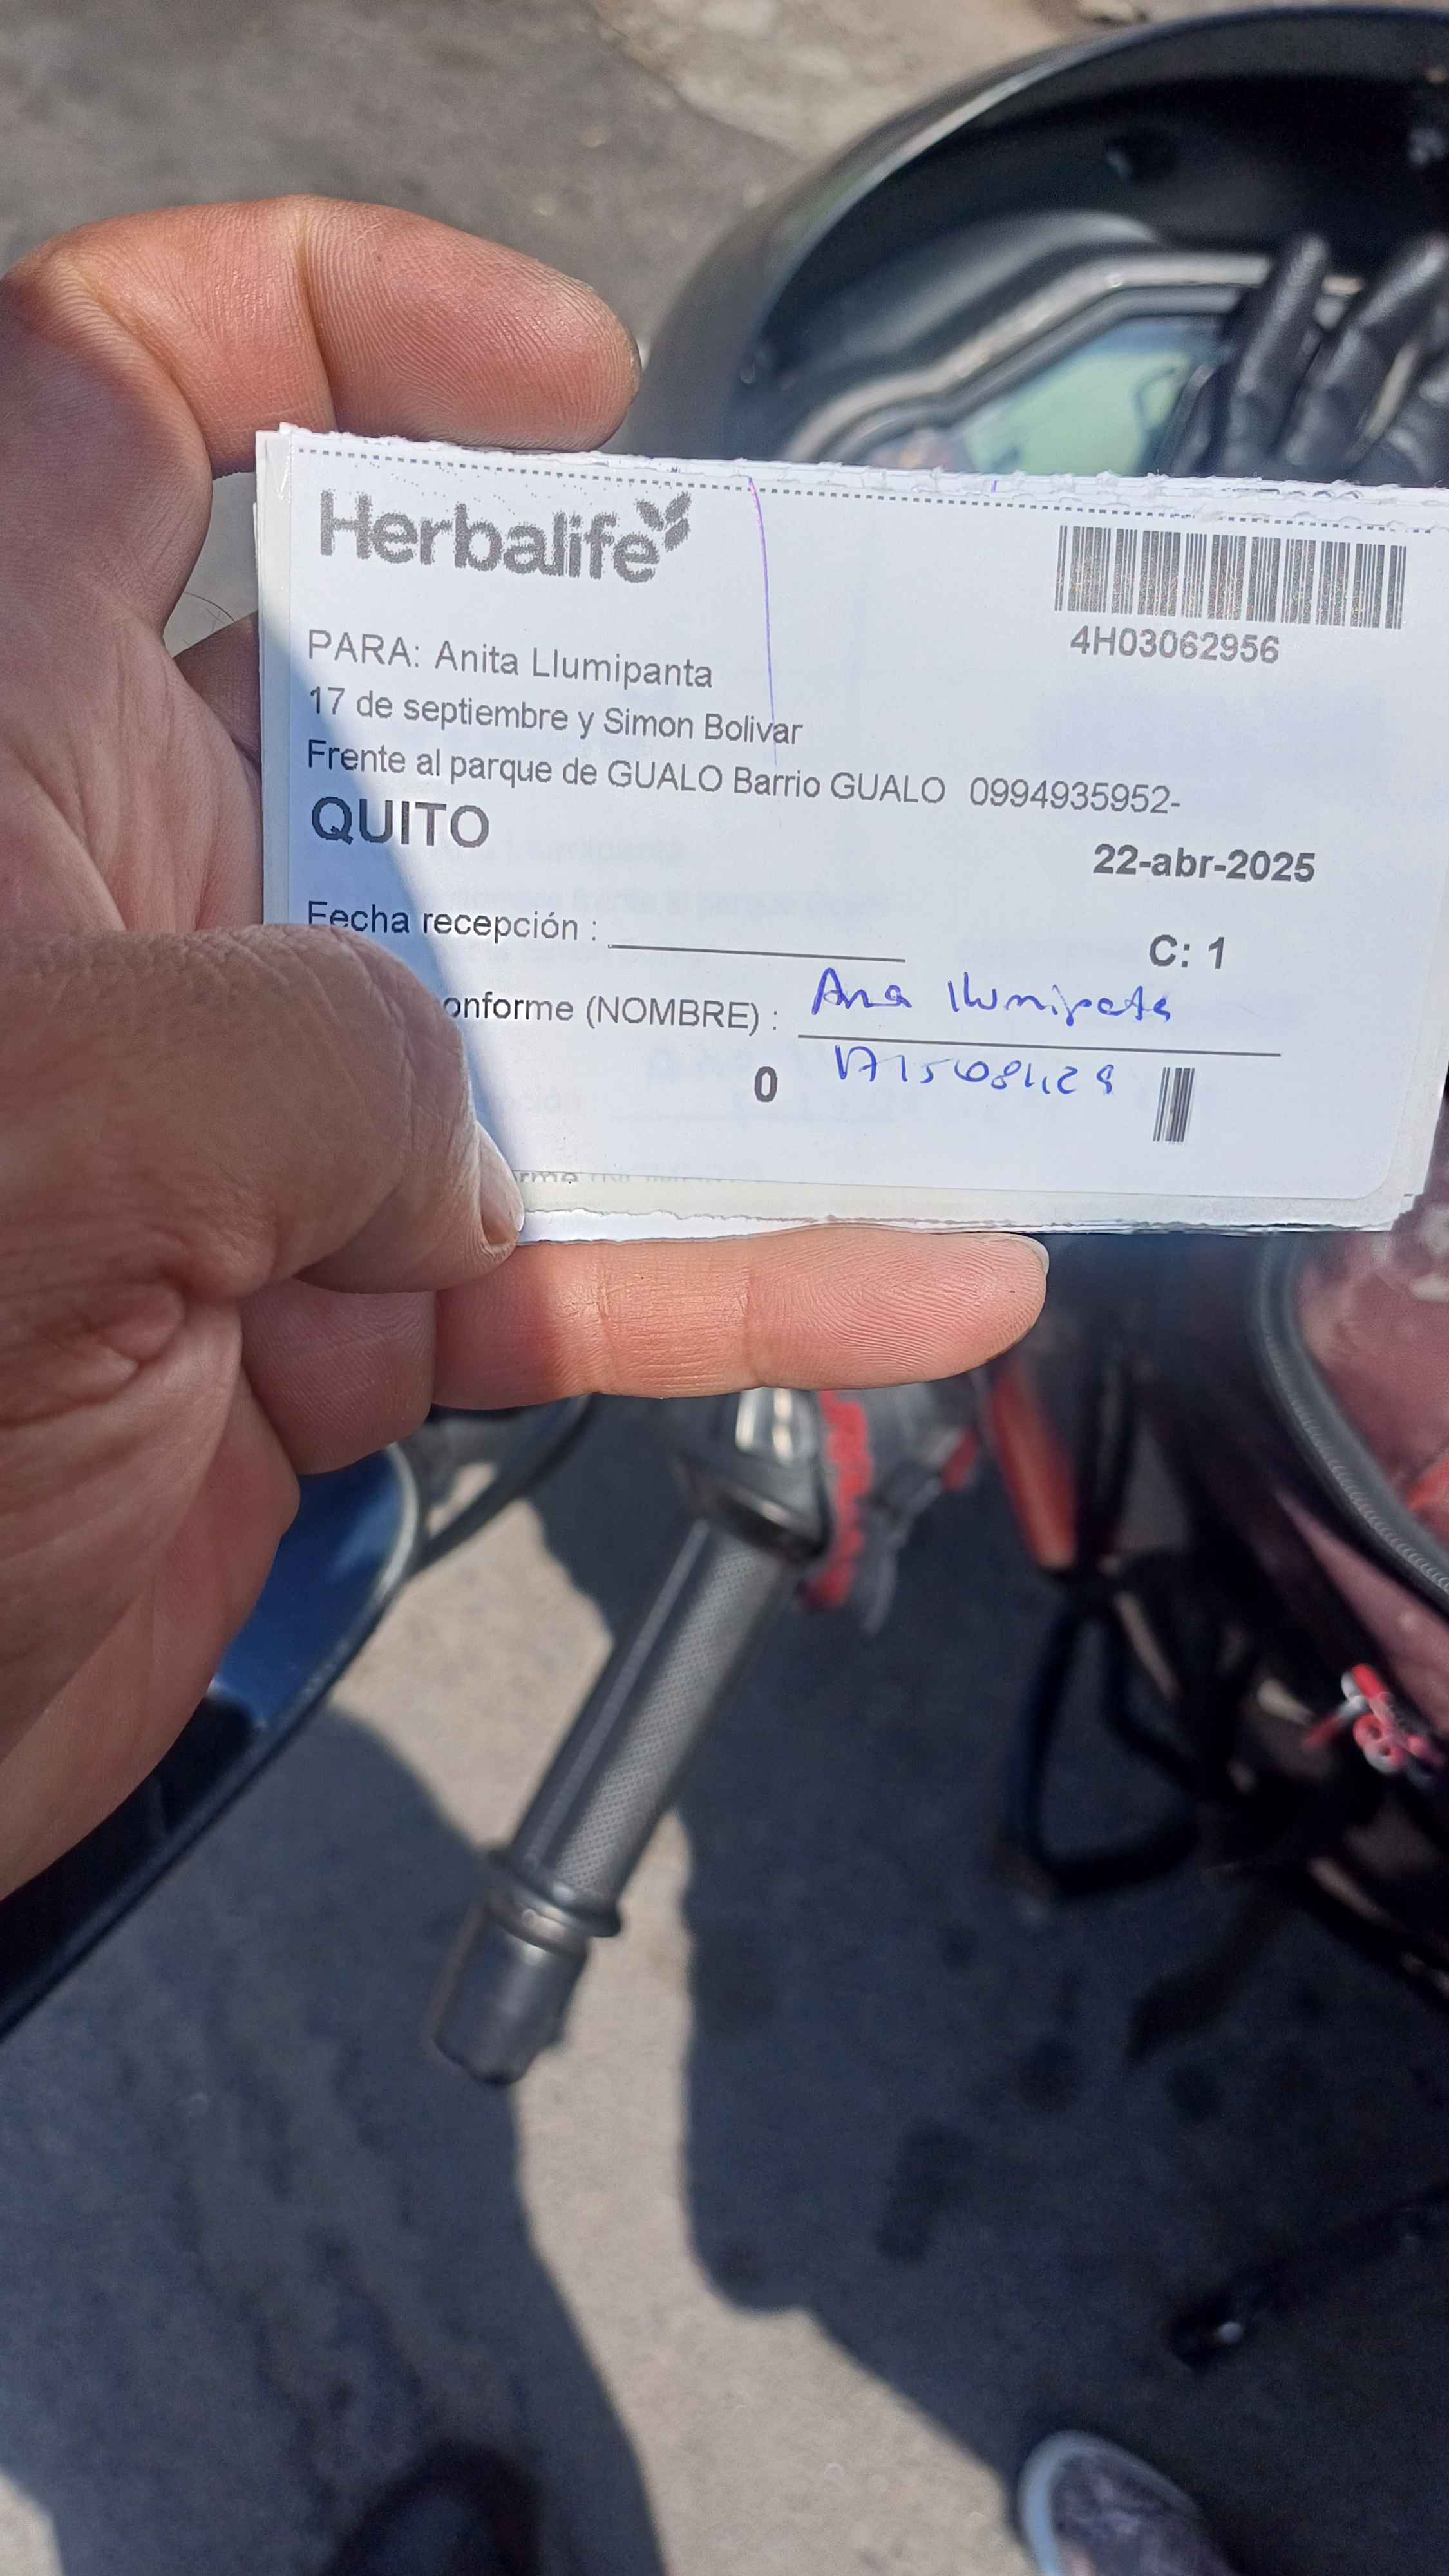 Herbalife
4H03062956
PARA: Anita Llumipanta
17 de septiembre y Simon Bolivar
Frente al parque de GUALO Barrio GUALO 0994935952-
QUITO
22-abr-2025
Fecha recepción :
C: 1
onforme (NOMBRE) : Ana
0